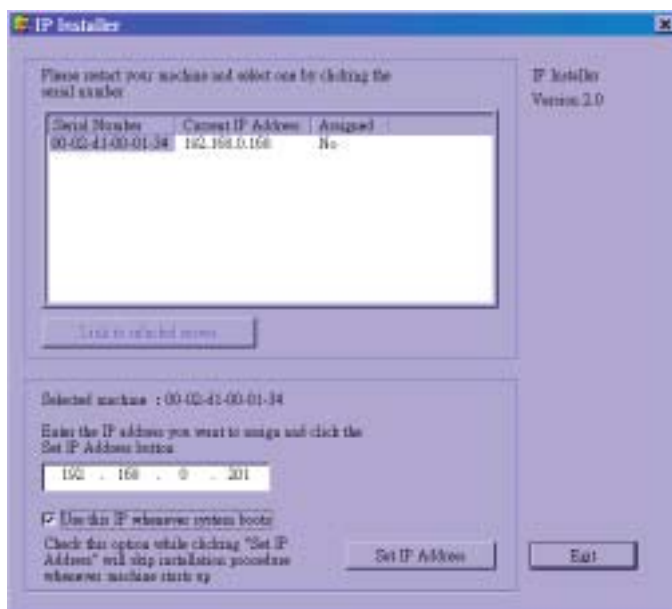 IP Installer
Please restart your machine and select one by clicking the
serial number
IP Installer
Version 2.0
Serial Number Current IP Address Assigned
00-02-d1-00-01-34 192.168.0.168 No
Link to selected server
Selected machine : 00-02-d1-00-01-34
Enter the IP address you want to assign and click the
Set IP Address button
192 . 168 . 0 . 201
Use this IP whenever system boots
Check this option while clicking "Set IP
Address" will skip installation procedure
whenever machine starts up
Set IP Address
Exit